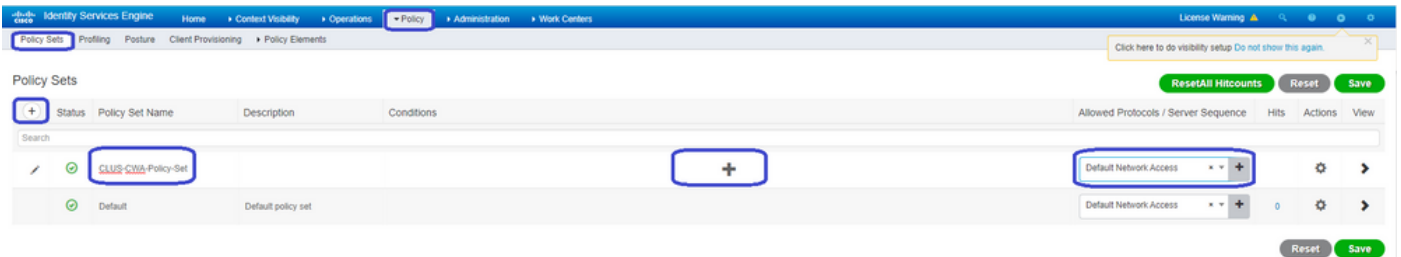 cisco Identity Services Engine Home Context Visibility Operations Policy Administration Work Centers License Warning
Policy Sets Profiling Posture Client Provisioning Policy Elements
Click here to do visibility setup Do not show this again.
Policy Sets
ResetAll Hitcounts Reset Save
+ Status Policy Set Name Description Conditions Allowed Protocols / Server Sequence Hits Actions View
Search
CLUS-CWA-Policy-Set + Default Network Access × +
Default Default policy set Default Network Access × + 0
Reset Save